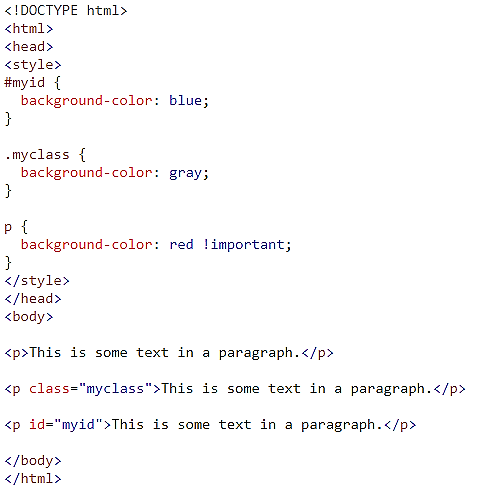 <!DOCTYPE html>
<html>
<head>
<style>
#myid {
  background-color: blue;
}

.myclass {
  background-color: gray;
}

p {
  background-color: red !important;
}
</style>
</head>
<body>

<p>This is some text in a paragraph.</p>

<p class="myclass">This is some text in a paragraph.</p>

<p id="myid">This is some text in a paragraph.</p>

</body>
</html>